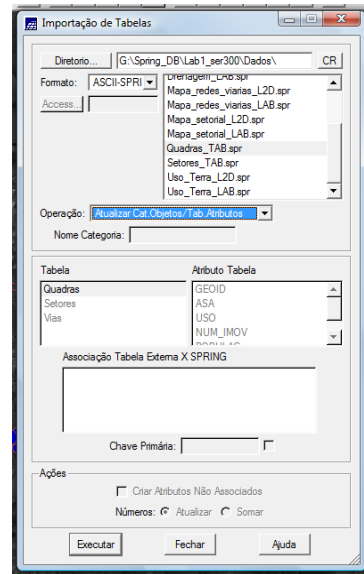 Importação de Tabelas
Diretorio... G:\Spring_DB\Lab1_ser300\Dados\ CR
Formato: ASCII-SPRI
Access...
Drenagem_LAB.spr
Mapa_redes_viarias_L2D.spr
Mapa_redes_viarias_LAB.spr
Mapa_setorial_L2D.spr
Mapa_setorial_LAB.spr
Quadras_TAB.spr
Setores_TAB.spr
Uso_Terra_L2D.spr
Uso_Terra_LAB.spr
Operação: Atualizar Cat.Objetos/Tab.Atributos
Nome Categoria:
Tabela Atributo Tabela
Quadras
Setores
Vias
GEOID
ASA
USO
NUM_IMOV
Associação Tabela Externa X SPRING
Chave Primária:
Ações
Criar Atributos Não Associados
Números: Atualizar Somar
Executar Fechar Ajuda